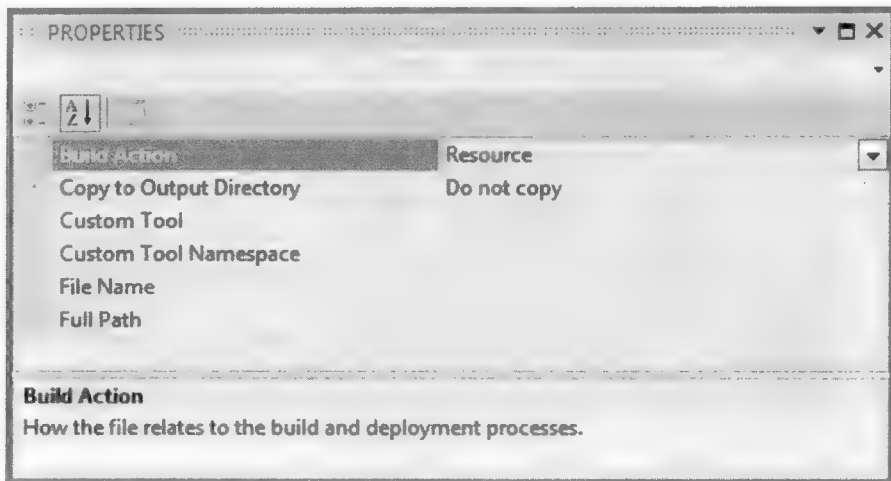 PROPERTIES
Build Action Resource
Copy to Output Directory Do not copy
Custom Tool
Custom Tool Namespace
File Name
Full Path
Build Action
How the file relates to the build and deployment processes.